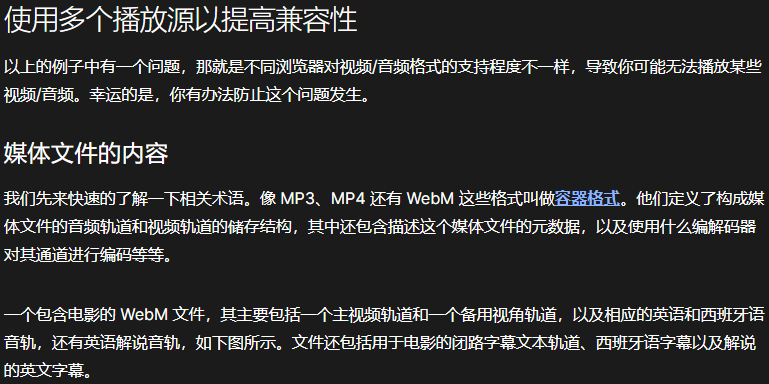 使用多个播放源以提高兼容性
以上的例子中有一个问题，那就是不同浏览器对视频/音频格式的支持程度不一样，导致你可能无法播放某些
视频/音频。幸运的是，你有办法防止这个问题发生。
媒体文件的内容
我们先来快速的了解一下相关术语。像 MP3、MP4 还有 WebM 这些格式叫做容器格式。他们定义了构成媒
体文件的音频轨道和视频轨道的储存结构，其中还包含描述这个媒体文件的元数据，以及使用什么编解码器
对其通道进行编码等等。
一个包含电影的 WebM 文件，其主要包括一个主视频轨道和一个备用视角轨道，以及相应的英语和西班牙语
音轨，还有英语解说音轨，如下图所示。文件还包括用于电影的闭路字幕文本轨道、西班牙语字幕以及解说
的英文字幕。